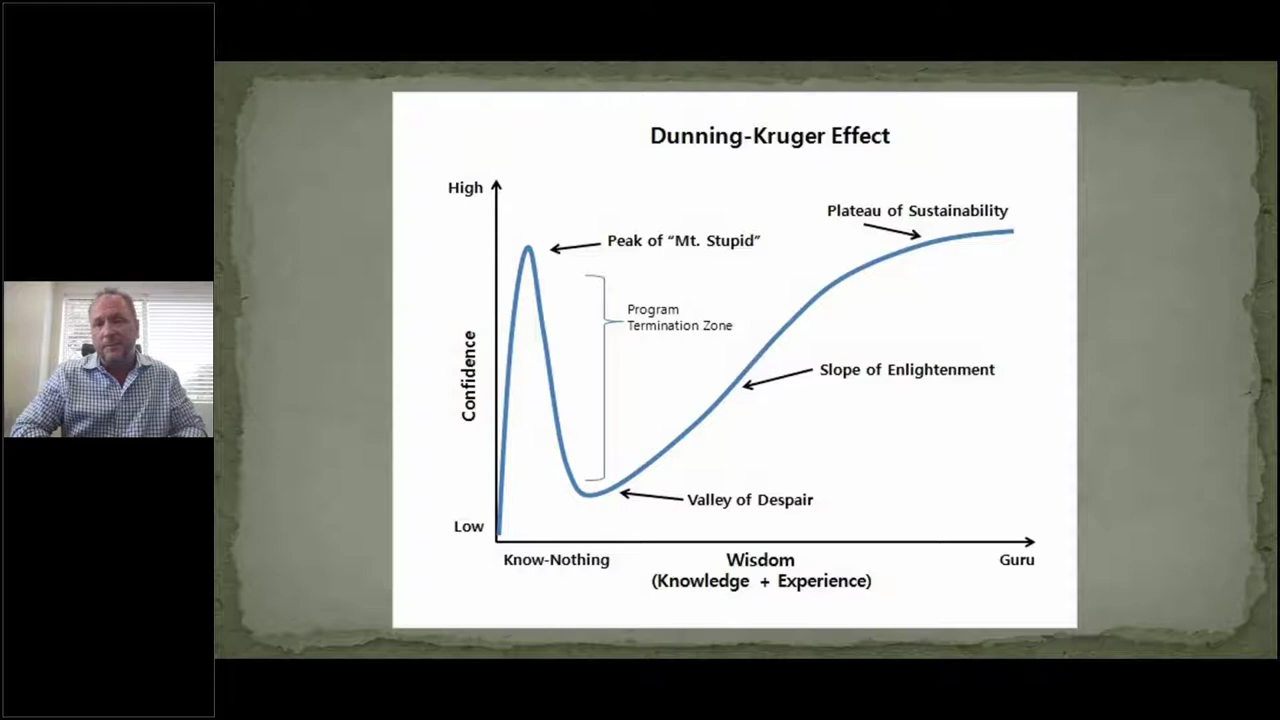 Dunning-Kruger Effect
High
Plateau of Sustainability
Peak of “Mt. Stupid”
Program
Termination Zone
Confidence
Slope of Enlightenment
Valley of Despair
Low
Know-Nothing
Wisdom
Guru
(Knowledge + Experience)